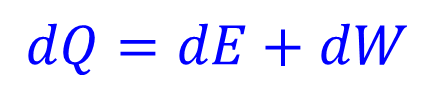 dQ = dE + dW